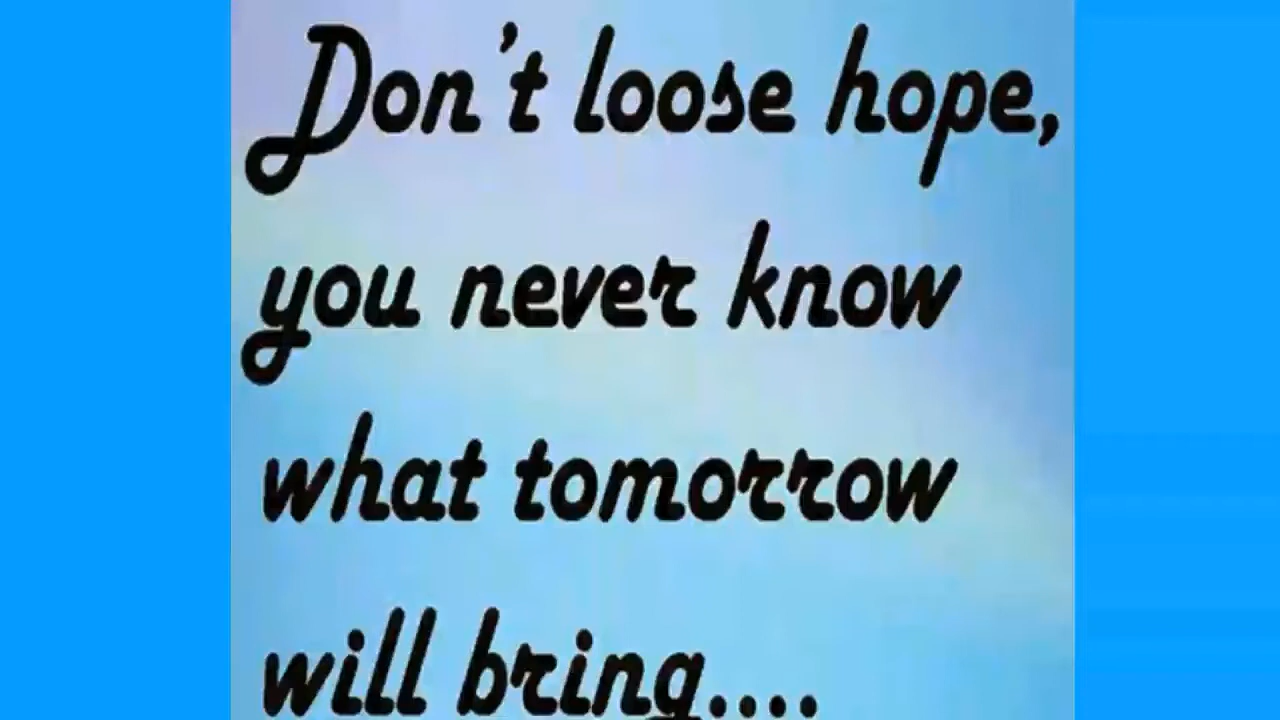 Don't loose hope,
you never know
what tomorrow
will bring....